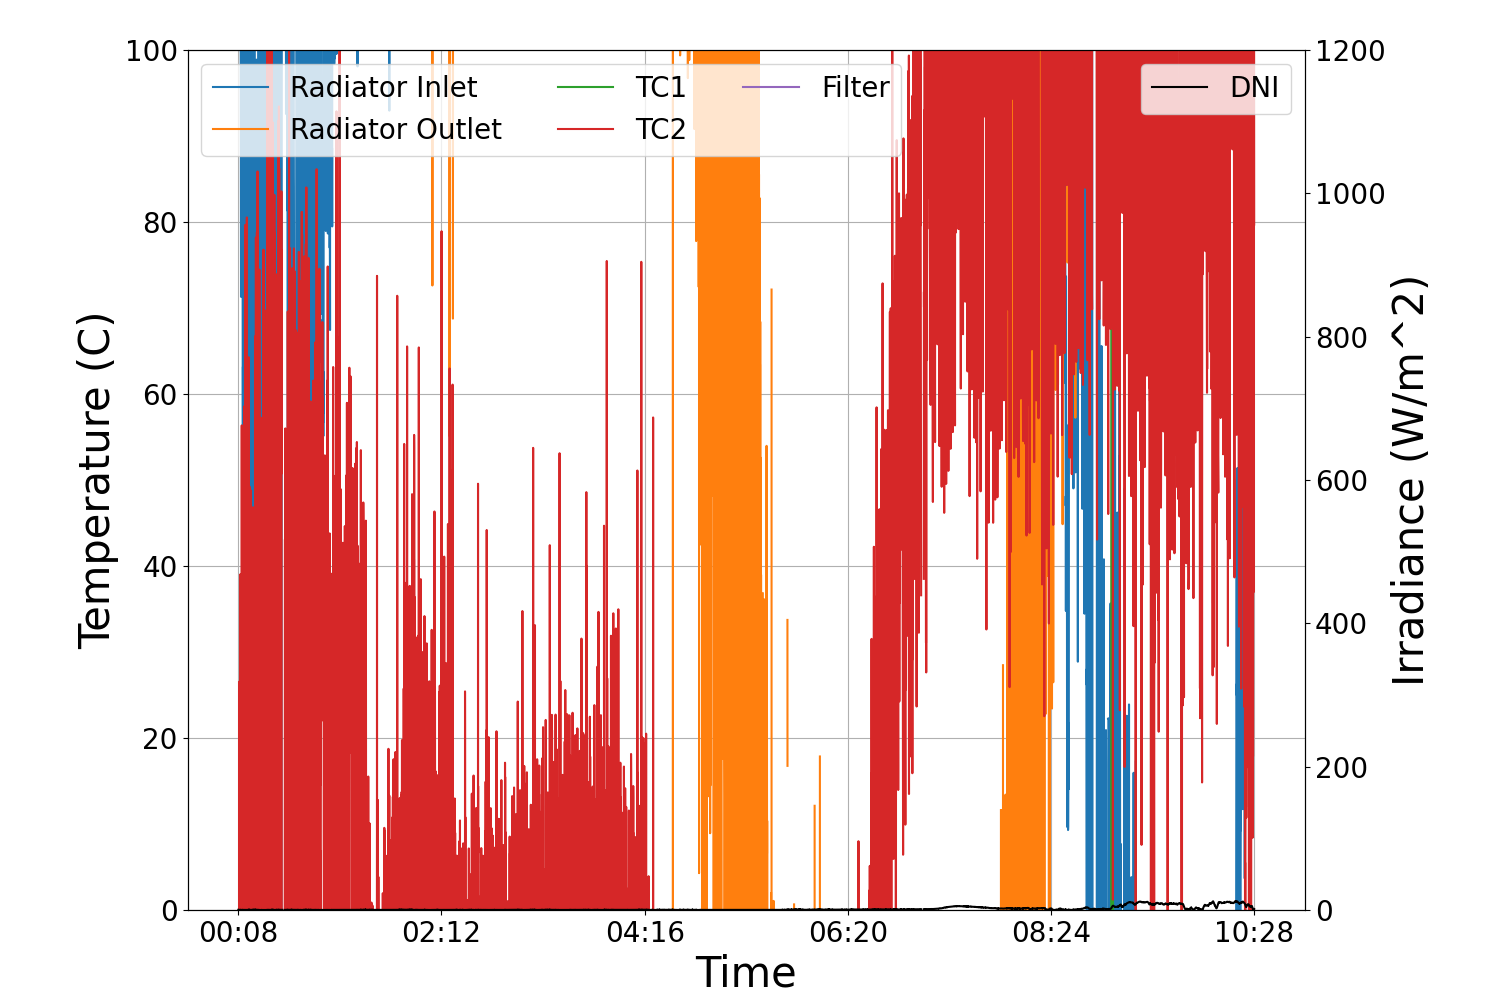 Radiator Inlet
Radiator Outlet
TC1
TC2
Filter
DNI
100
80
60
40
20
0
Temperature (C)
1200
1000
800
600
400
200
0
Irradiance (W/m^2)
00:08 02:12 04:16 06:20 08:24 10:28
Time